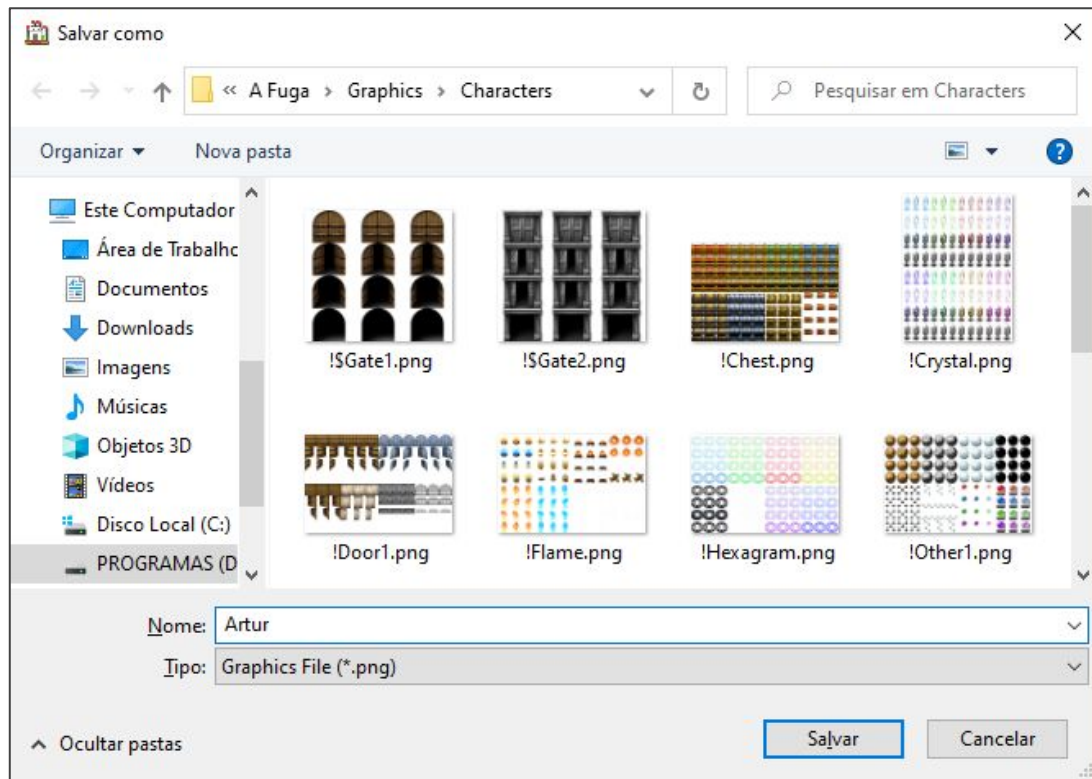 Salvar como
« A Fuga › Graphics › Characters
Pesquisar em Characters
Organizar
Nova pasta
Este Computador
Área de Trabalhc
Documentos
Downloads
Imagens
Músicas
Objetos 3D
Vídeos
Disco Local (C:)
PROGRAMAS (D
!$Gate1.png
!$Gate2.png
!Chest.png
!Crystal.png
!Door1.png
!Flame.png
!Hexagram.png
!Other1.png
Nome: Artur
Tipo: Graphics File (*.png)
Ocultar pastas
Salvar
Cancelar